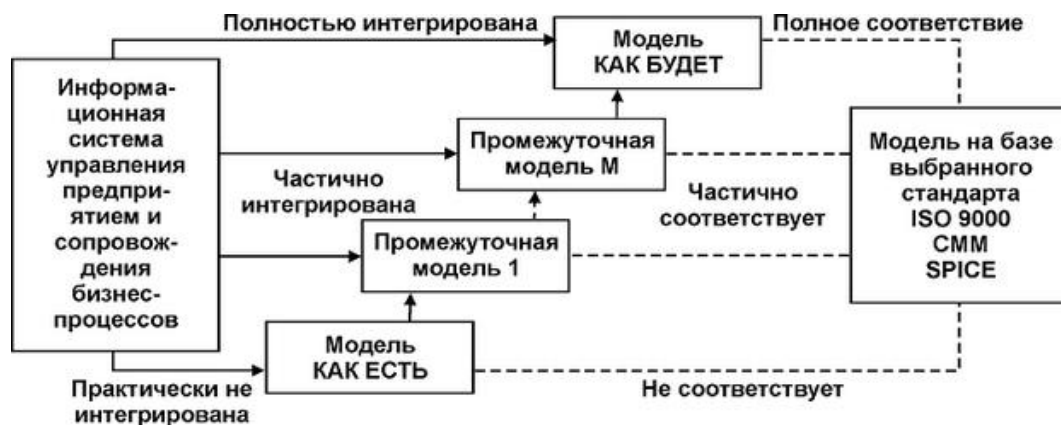 Полностью интегрирована
Модель
КАК БУДЕТ
Полное соответствие
Информа-
ционная
система
управления
предпри-
ятием и
сопровож-
дения
бизнес-
процессов
Промежуточная
модель М
Частично
интегрирована
Промежуточная
модель 1
Частично
соответствует
Модель на базе
выбранного
стандарта
ISO 9000
CMM
SPICE
Модель
КАК ЕСТЬ
Практически не
интегрирована
Не соответствует